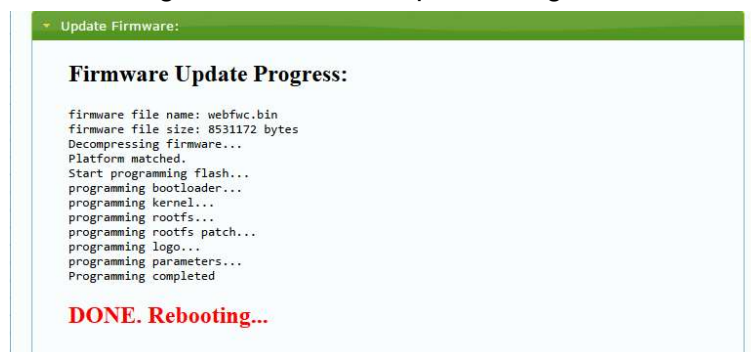 Update Firmware:
Firmware Update Progress:
firmware file name: webfwc.bin
firmware file size: 8531172 bytes
Decompressing firmware...
Platform matched.
Start programming flash...
programming bootloader...
programming kernel...
programming rootfs...
programming rootfs patch...
programming logo...
programming parameters...
Programming completed
DONE. Rebooting...